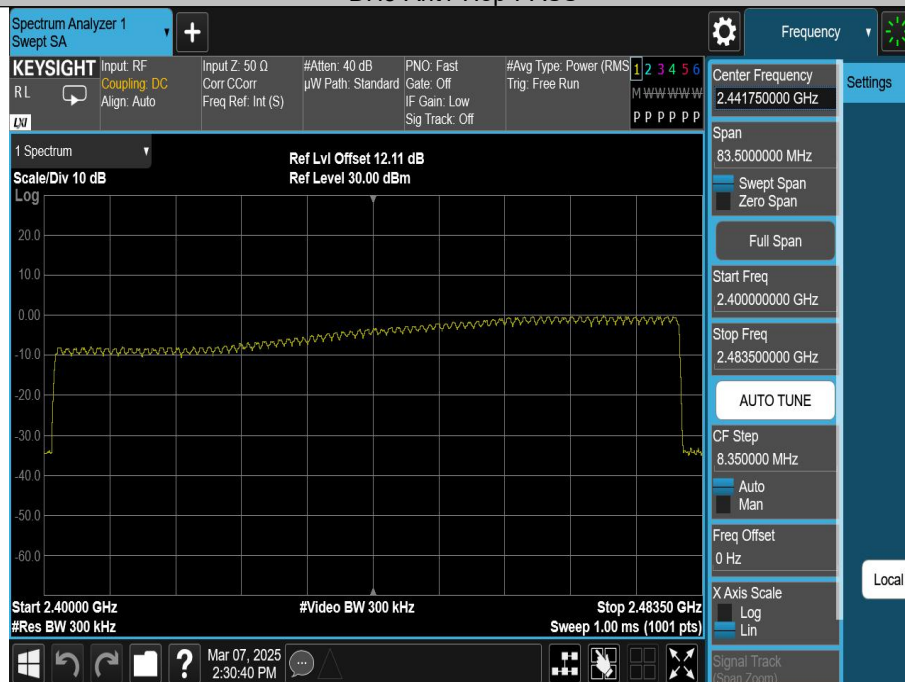 Spectrum Analyzer 1
Swept SA
+
Frequency
KEYSIGHT
RL
LXI
Input: RF
Coupling: DC
Align: Auto
Input Z: 50 Ω
Corr CCorr
Freq Ref: Int (S)
#Atten: 40 dB
µW Path: Standard
PNO: Fast
Gate: Off
IF Gain: Low
Sig Track: Off
#Avg Type: Power (RMS
Trig: Free Run
1 2 3 4 5 6
M W W W W W
P P P P P P
1 Spectrum
Scale/Div 10 dB
Log
Ref Lvl Offset 12.11 dB
Ref Level 30.00 dBm
20.0
10.0
0.00
-10.0
-20.0
-30.0
-40.0
-50.0
-60.0
Start 2.40000 GHz
#Res BW 300 kHz
#Video BW 300 kHz
Stop 2.48350 GHz
Sweep 1.00 ms (1001 pts)
Center Frequency
2.441750000 GHz
Settings
Span
83.5000000 MHz
Swept Span
Zero Span
Full Span
Start Freq
2.400000000 GHz
Stop Freq
2.483500000 GHz
AUTO TUNE
CF Step
8.350000 MHz
Auto
Man
Freq Offset
0 Hz
Local
X Axis Scale
Log
Lin
Signal Track
(Span Zoom)
?
Mar 07, 2025
2:30:40 PM